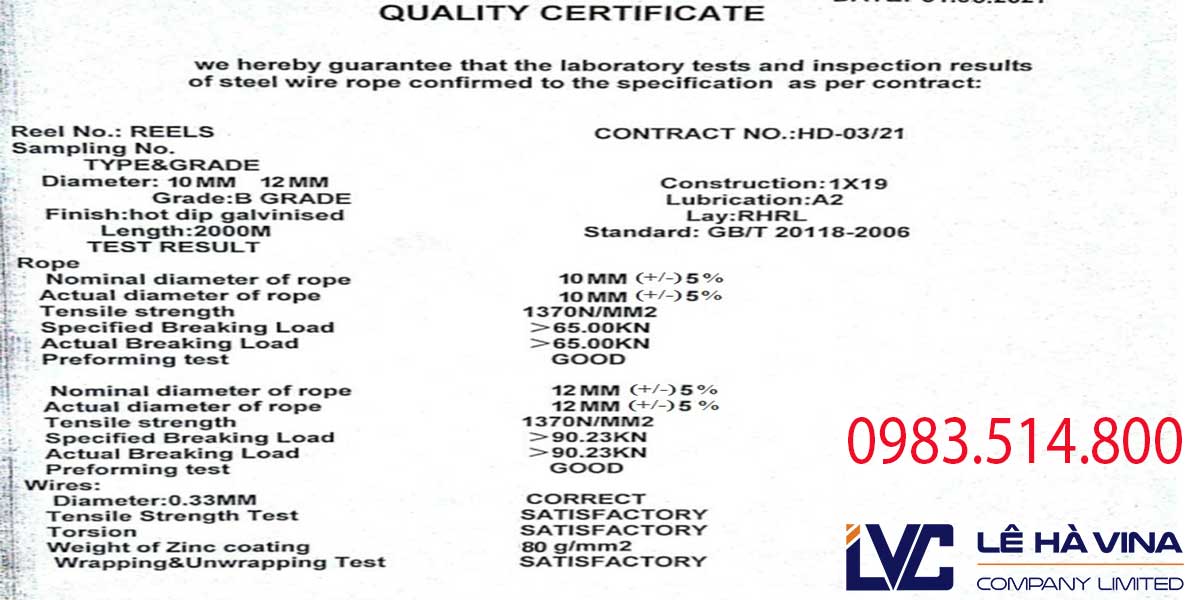 QUALITY CERTIFICATE
we hereby guarantee that the laboratory tests and inspection results
of steel wire rope confirmed to the specification as per contract:
Reel No.: REELS CONTRACT NO.:HD-03/21
Sampling No.
TYPE&GRADE
Diameter: 10 MM 12 MM Construction:1X19
Grade:B GRADE Lubrication:A2
Finish:hot dip galvinised Lay:RHRL
Length:2000M Standard: GB/T 20118-2006
TEST RESULT
Rope
Nominal diameter of rope 10 MM (+/-) 5 %
Actual diameter of rope 10 MM (+/-) 5 %
Tensile strength 1370N/MM2
Specified Breaking Load >65.00KN
Actual Breaking Load >65.00KN
Preforming test GOOD
Nominal diameter of rope 12 MM (+/-) 5 %
Actual diameter of rope 12 MM (+/-) 5 %
Tensile strength 1370N/MM2
Specified Breaking Load >90.23KN
Actual Breaking Load >90.23KN
Preforming test GOOD
Wires:
Diameter:0.33MM CORRECT
Tensile Strength Test SATISFACTORY
Torsion SATISFACTORY
Weight of Zinc coating 80 g/mm2
Wrapping&Unwrapping Test SATISFACTORY
0983.514.800
LVC LÊ HÀ VINA
COMPANY LIMITED